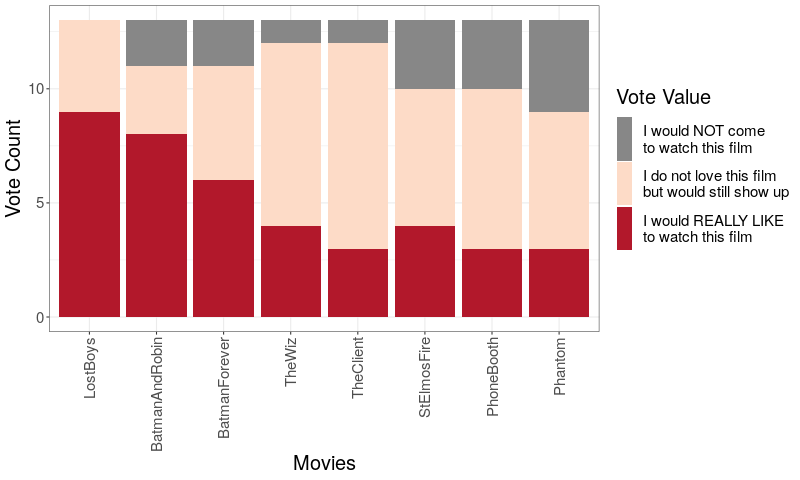 Vote Count
10
5
0
LostBoys
BatmanAndRobin
BatmanForever
TheWiz
TheClient
StElmosFire
PhoneBooth
Phantom
Movies
Vote Value
I would NOT come
to watch this film
I do not love this film
but would still show up
I would REALLY LIKE
to watch this film